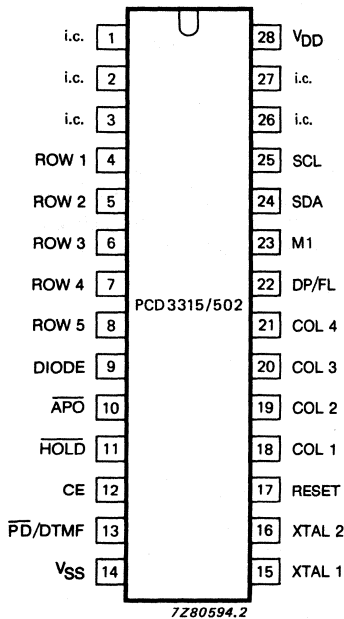 i.c. 1 28 VDD
i.c. 2 27 i.c.
i.c. 3 26 i.c.
ROW 1 4 25 SCL
ROW 2 5 24 SDA
ROW 3 6 23 M1
ROW 4 7 22 DP/FL
PCD3315/502
ROW 5 8 21 COL 4
DIODE 9 20 COL 3
A̅P̅O̅ 10 19 COL 2
H̅O̅L̅D̅ 11 18 COL 1
CE 12 17 RESET
P̅D̅/DTMF 13 16 XTAL 2
VSS 14 15 XTAL 1
7Z80594.2